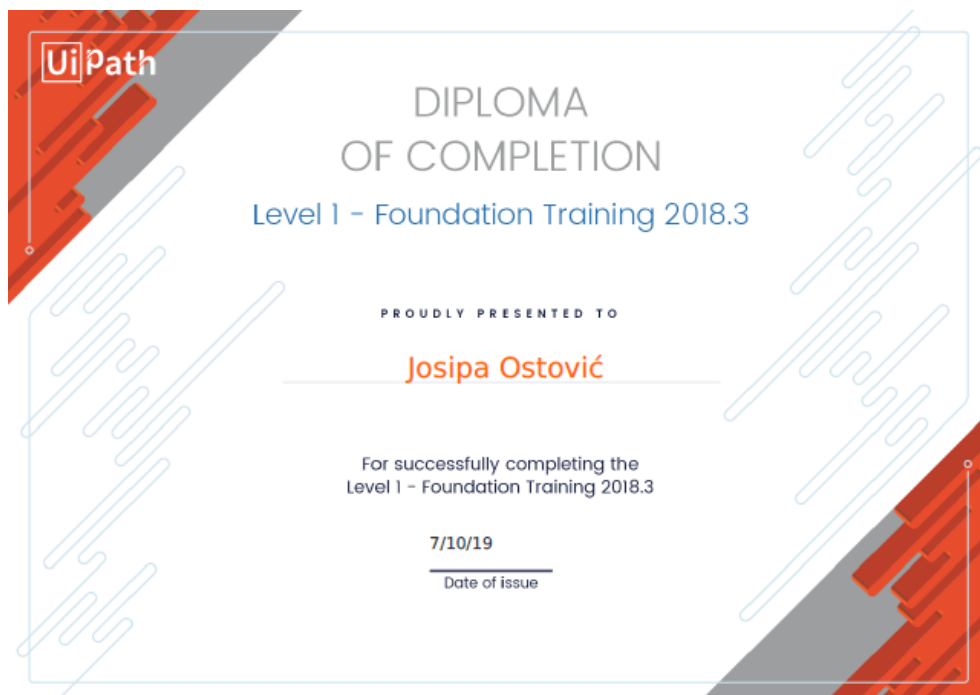 UiPath
DIPLOMA
OF COMPLETION
Level 1 - Foundation Training 2018.3
PROUDLY PRESENTED TO
Josipa Ostović
For successfully completing the
Level 1 - Foundation Training 2018.3
7/10/19
Date of issue